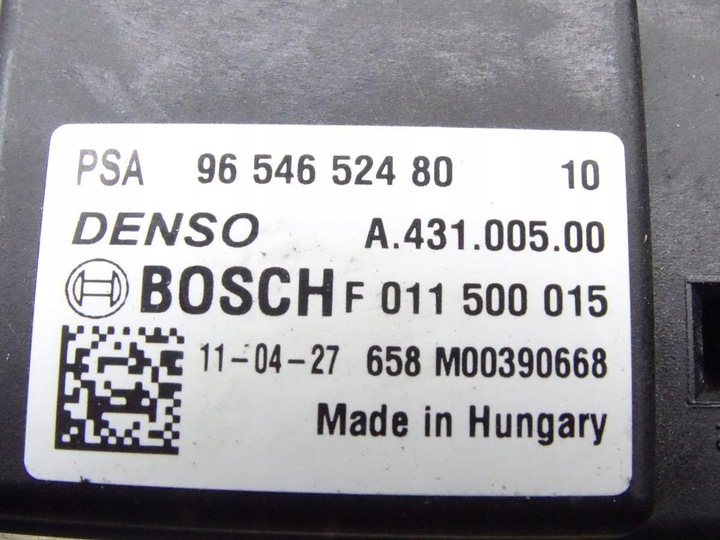 PSA 96 546 524 80 10
DENSO A.431.005.00
BOSCH F 011 500 015
11-04-27 658 M00390668
Made in Hungary